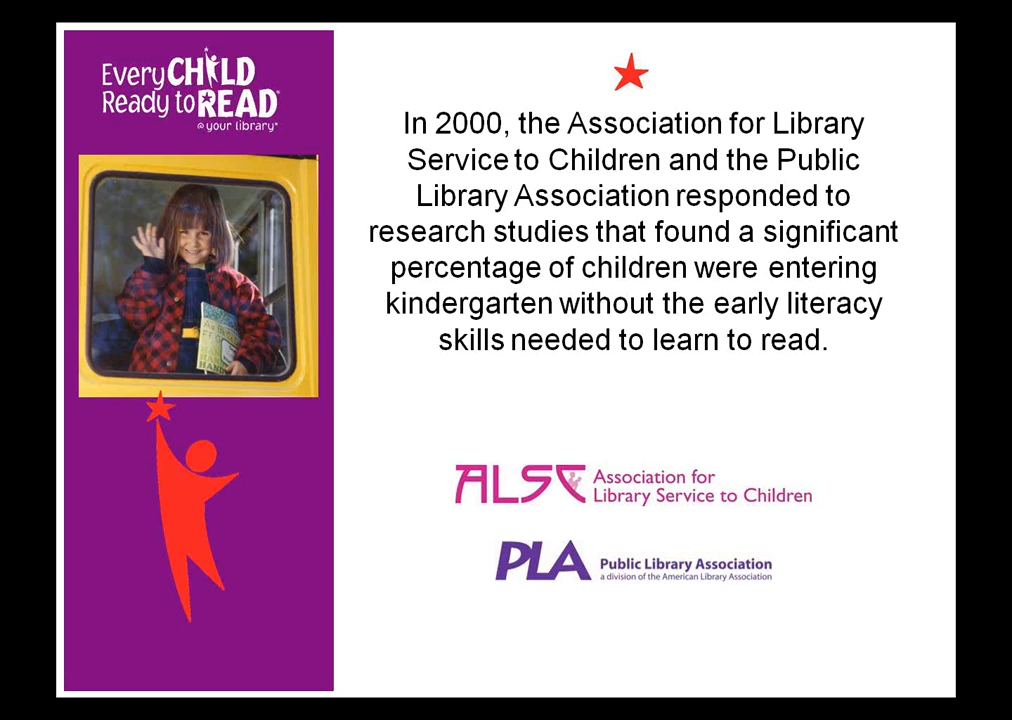 Every CHILD
Ready to READ®
@ your library®
In 2000, the Association for Library
Service to Children and the Public
Library Association responded to
research studies that found a significant
percentage of children were entering
kindergarten without the early literacy
skills needed to learn to read.
ALSC Association for
Library Service to Children
PLA Public Library Association
a division of the American Library Association